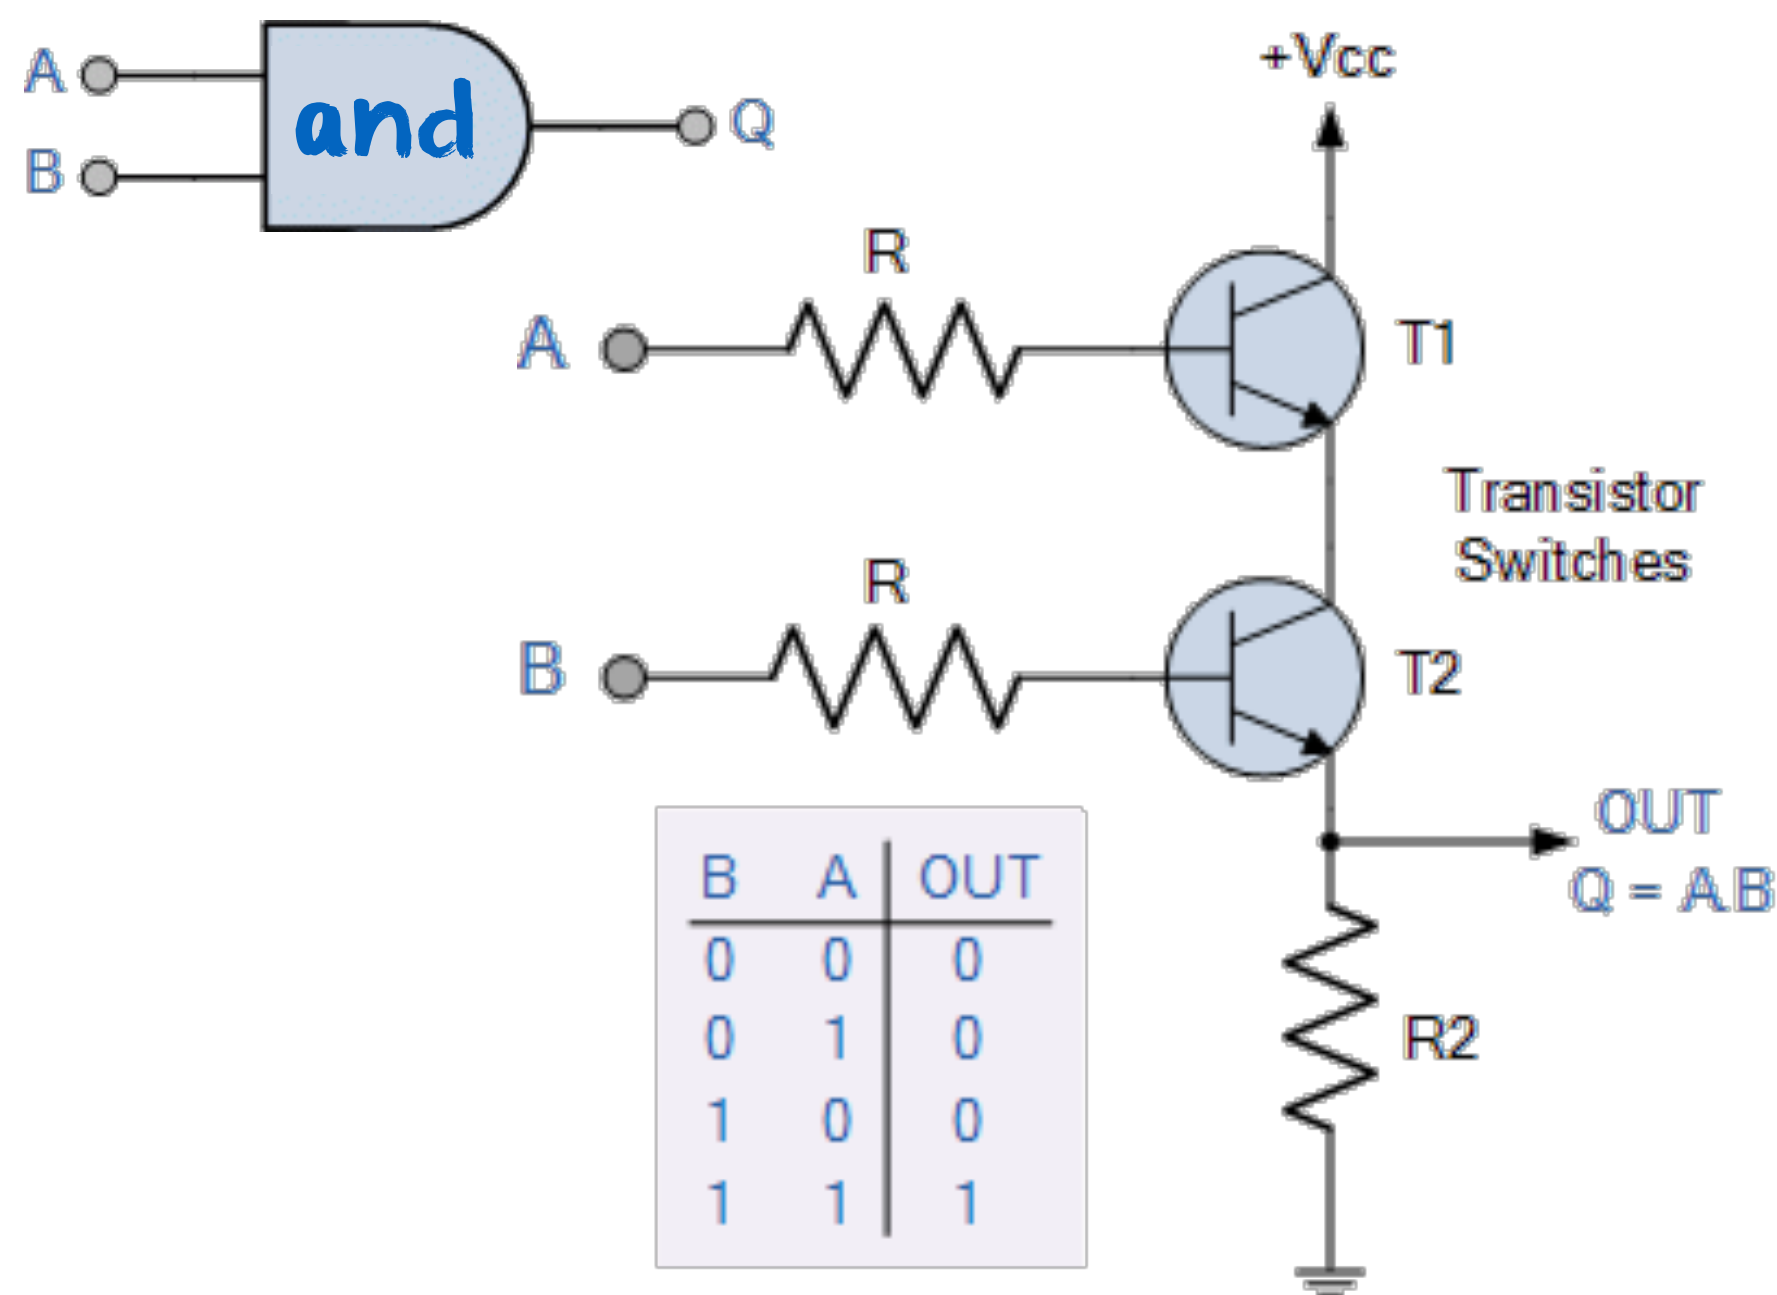 A
and
Q
B
+Vcc
R
A
T1
Transistor
Switches
R
B
T2
OUT
Q = A.B
B A OUT
0 0 0
0 1 0
1 0 0
1 1 1
R2